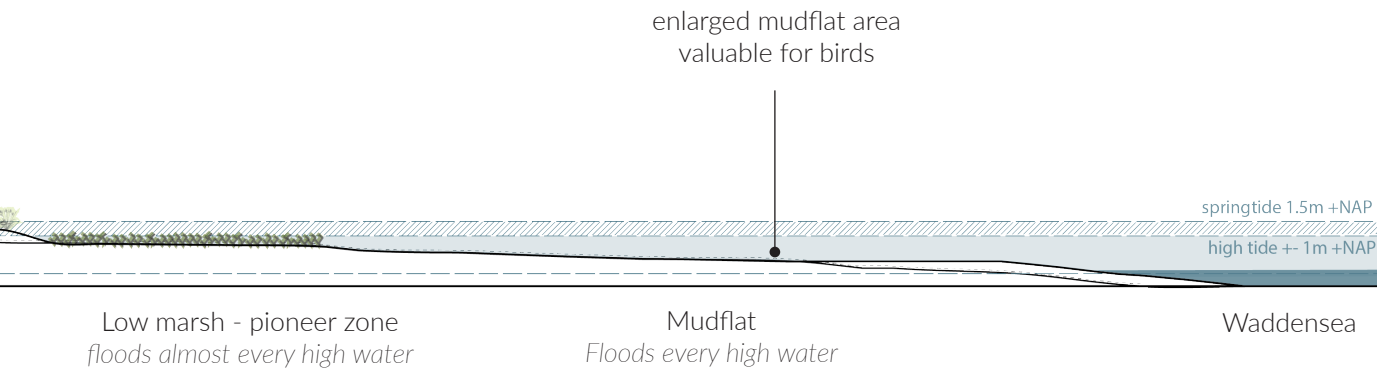 enlarged mudflat area
valuable for birds
springtide 1.5m +NAP
high tide +- 1m +NAP
Low marsh - pioneer zone
floods almost every high water
Mudflat
Floods every high water
Waddensea